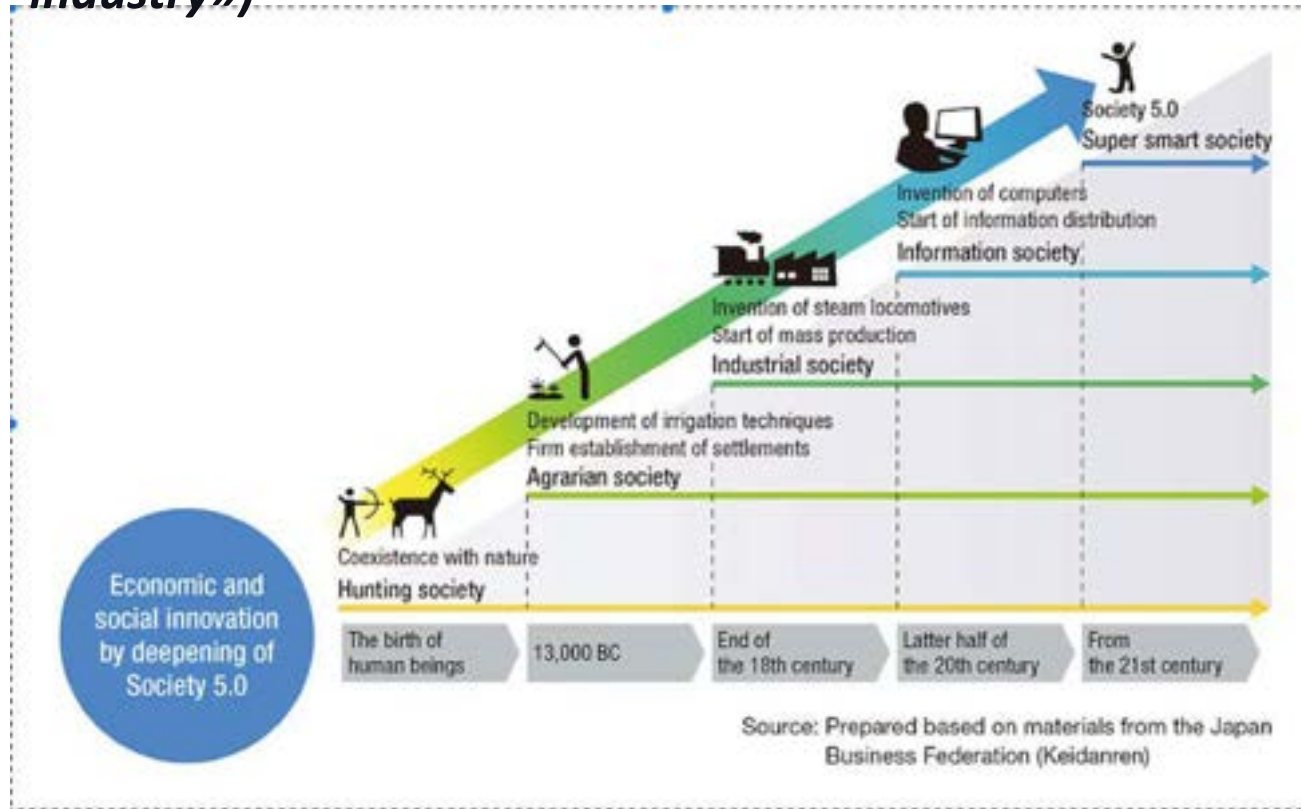 industry»)
Society 5.0
Super smart society
Invention of computers
Start of information distribution
Information society
Invention of steam locomotives
Start of mass production
Industrial society
Development of irrigation techniques
Firm establishment of settlements
Agrarian society
Coexistence with nature
Hunting society
Economic and
social innovation
by deepening of
Society 5.0
The birth of
human beings
13,000 BC
End of
the 18th century
Latter half of
the 20th century
From
the 21st century
Source: Prepared based on materials from the Japan
Business Federation (Keidanren)